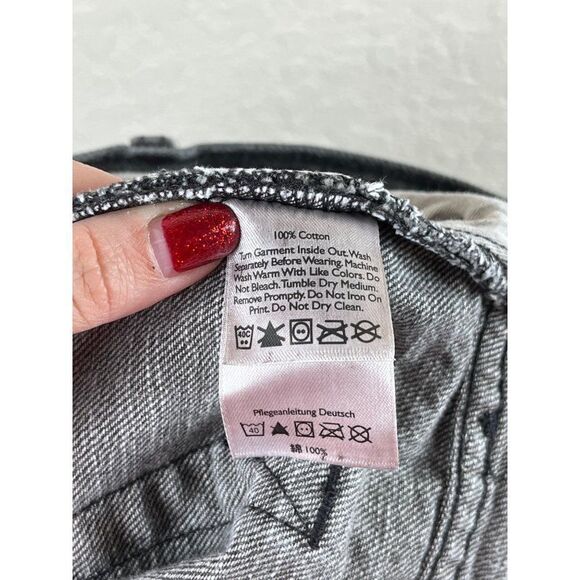 100% Cotton
Turn Garment Inside Out. Wash
Separately Before Wearing. Machine
Wash Warm With Like Colors. Do
Not Bleach. Tumble Dry Medium.
Remove Promptly. Do Not Iron On
Print. Do Not Dry Clean.
40C
Pflegeanleitung Deutsch
40
綿 100%